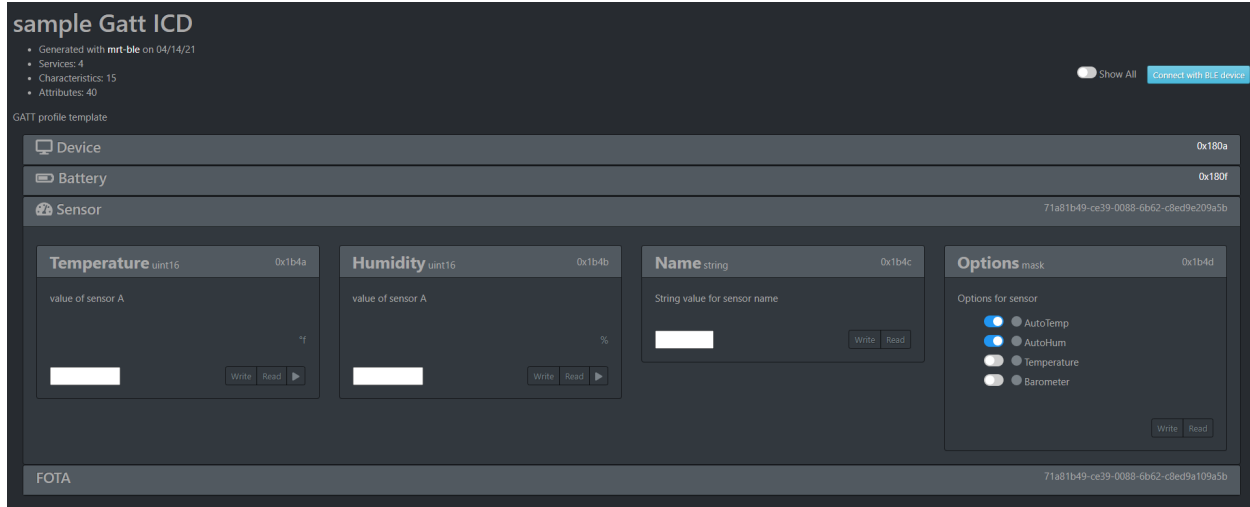 sample Gatt ICD
Generated with mrt-ble on 04/14/21
Services: 4
Characteristics: 15
Attributes: 40
Show All
Connect with BLE device
GATT profile template
Device 0x180a
Battery 0x180f
Sensor 71a81b49-ce39-0088-6b62-c8ed9e209a5b
Temperature uint16 0x1b4a
value of sensor A
°f
Write Read
Humidity uint16 0x1b4b
value of sensor A
%
Write Read
Name string 0x1b4c
String value for sensor name
Write Read
Options mask 0x1b4d
Options for sensor
AutoTemp
AutoHum
Temperature
Barometer
Write Read
FOTA 71a81b49-ce39-0088-6b62-c8ed9a109a5b